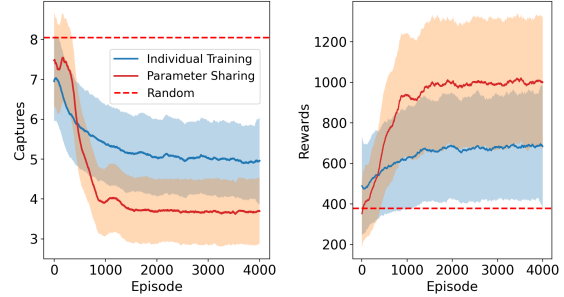 8
7
6
5
4
3
Captures
Individual Training
Parameter Sharing
Random
0 1000 2000 3000 4000
Episode
1200
1000
800
600
400
200
Rewards
0 1000 2000 3000 4000
Episode